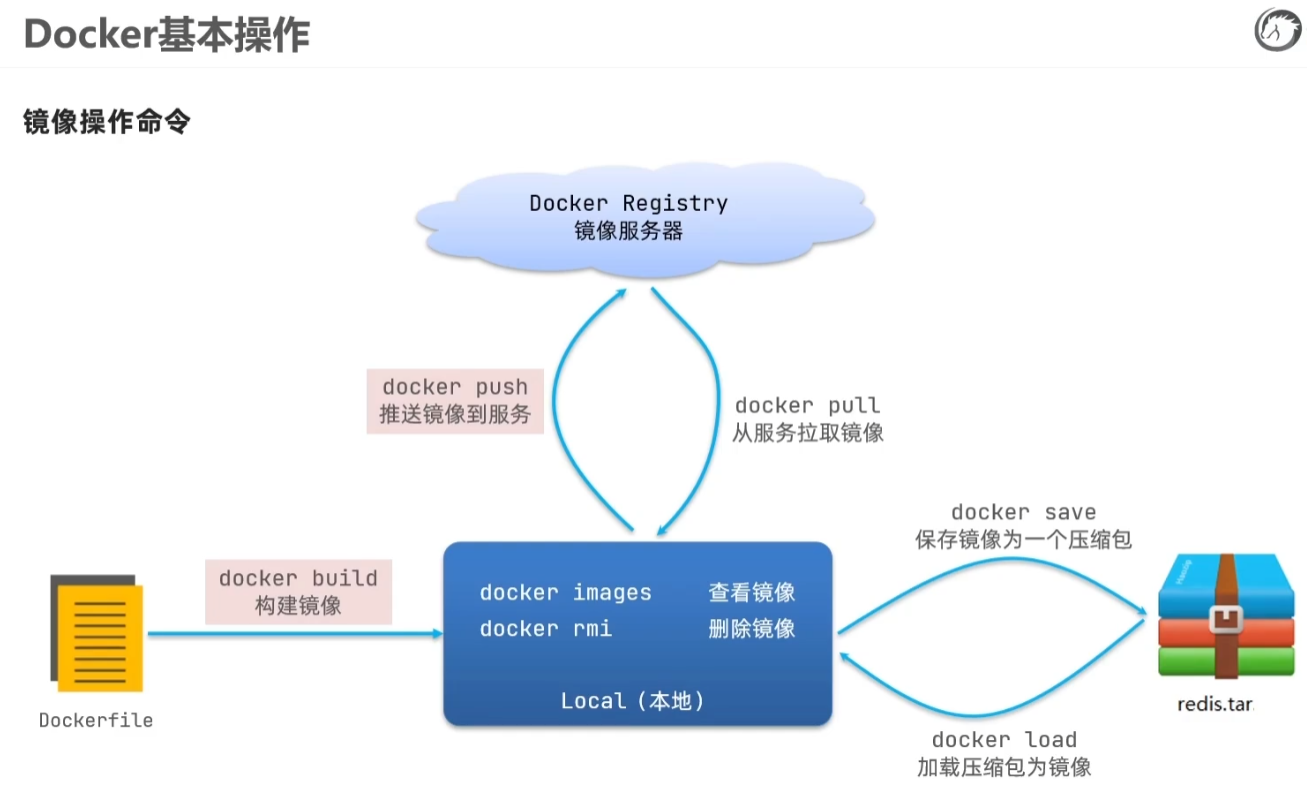 Docker基本操作
镜像操作命令
Docker Registry
镜像服务器
docker push
推送镜像到服务
docker pull
从服务拉取镜像
docker save
保存镜像为一个压缩包
docker build
构建镜像
docker images 查看镜像
docker rmi 删除镜像
Local（本地）
Dockerfile
redis.tar
docker load
加载压缩包为镜像